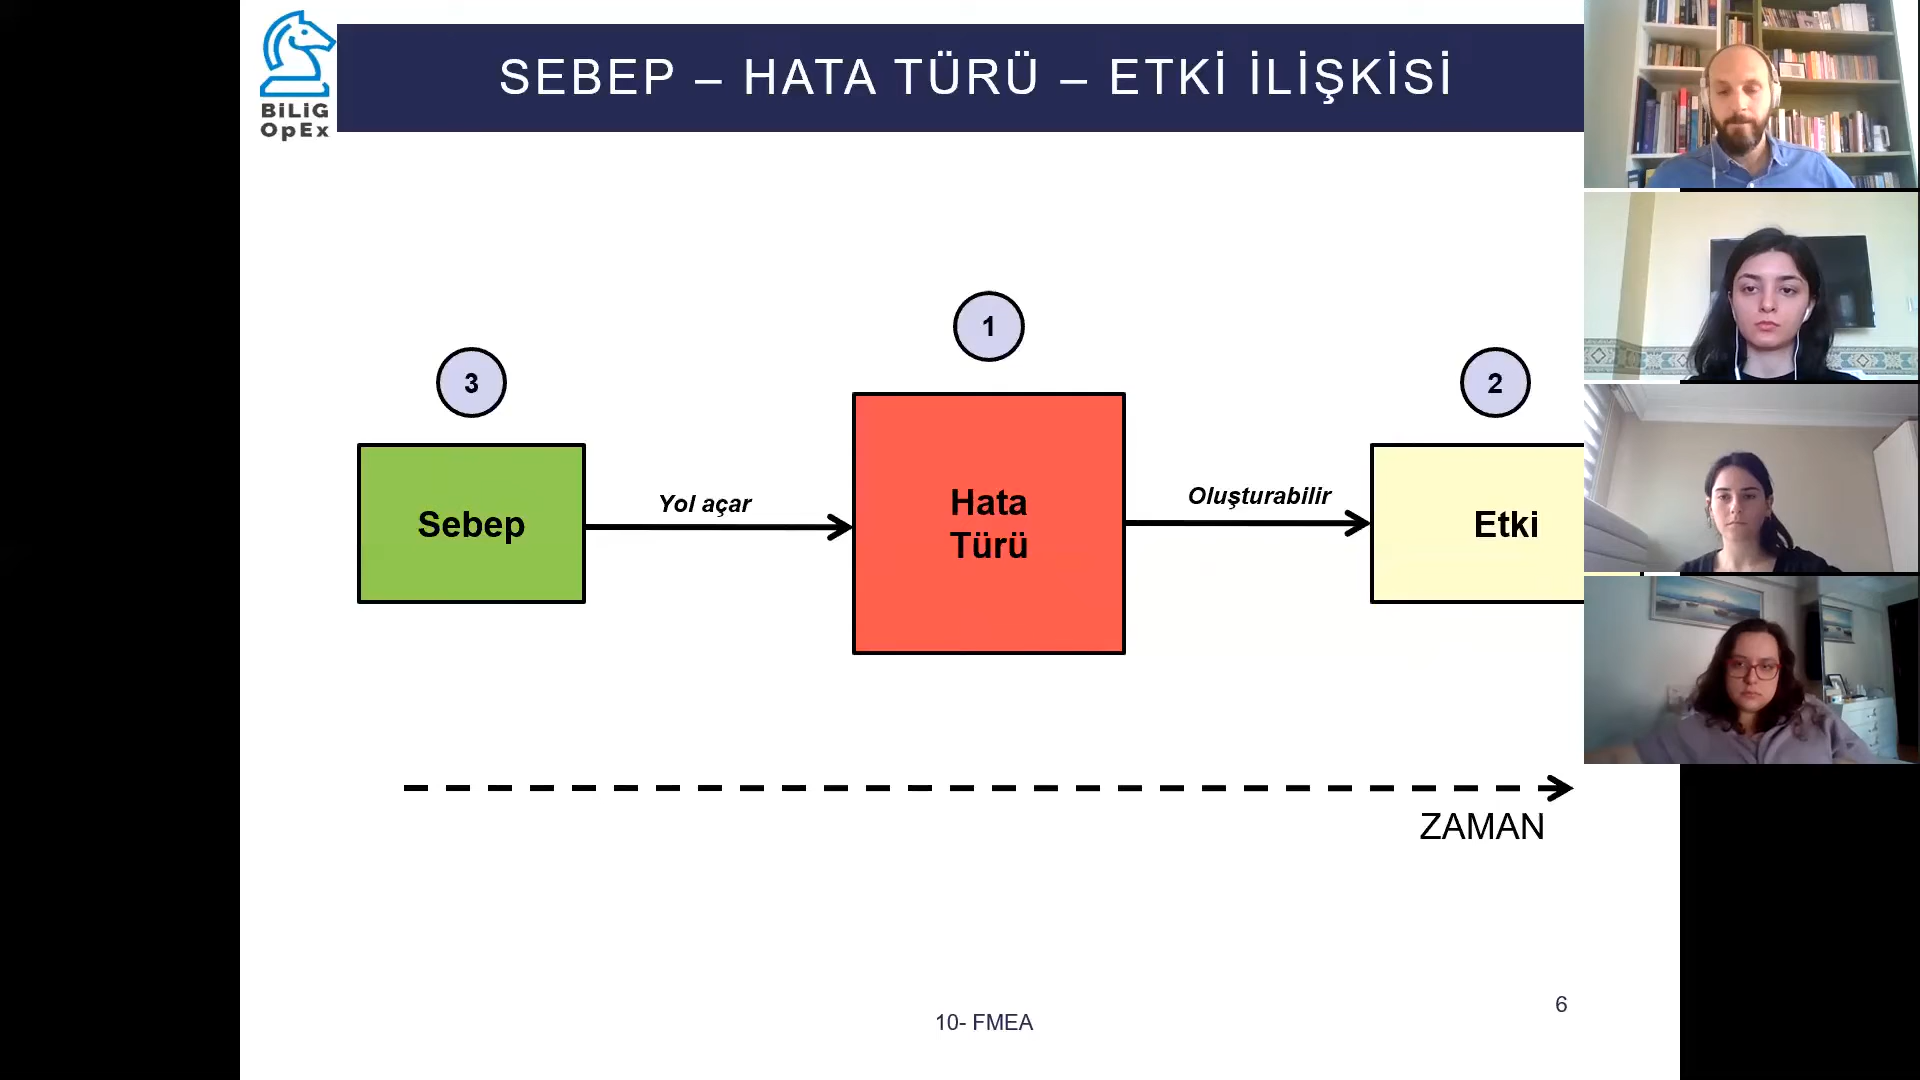 BiLiG
OpEx
SEBEP – HATA TÜRÜ – ETKİ İLİŞKİSİ
1
3
2
Sebep
Yol açar
Hata
Türü
Oluşturabilir
Etki
ZAMAN
6
10- FMEA